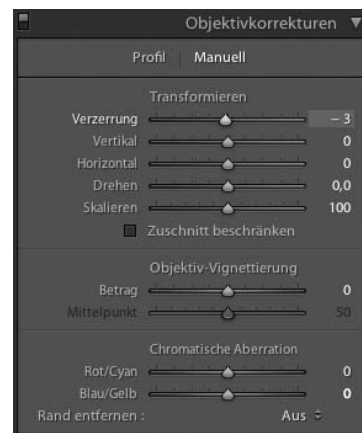 Objektivkorrekturen
Profil | Manuell
Transformieren
Verzerrung – 3
Vertikal 0
Horizontal 0
Drehen 0,0
Skalieren 100
Zuschnitt beschränken
Objektiv-Vignettierung
Betrag 0
Mittelpunkt 50
Chromatische Aberration
Rot/Cyan 0
Blau/Gelb 0
Rand entfernen : Aus